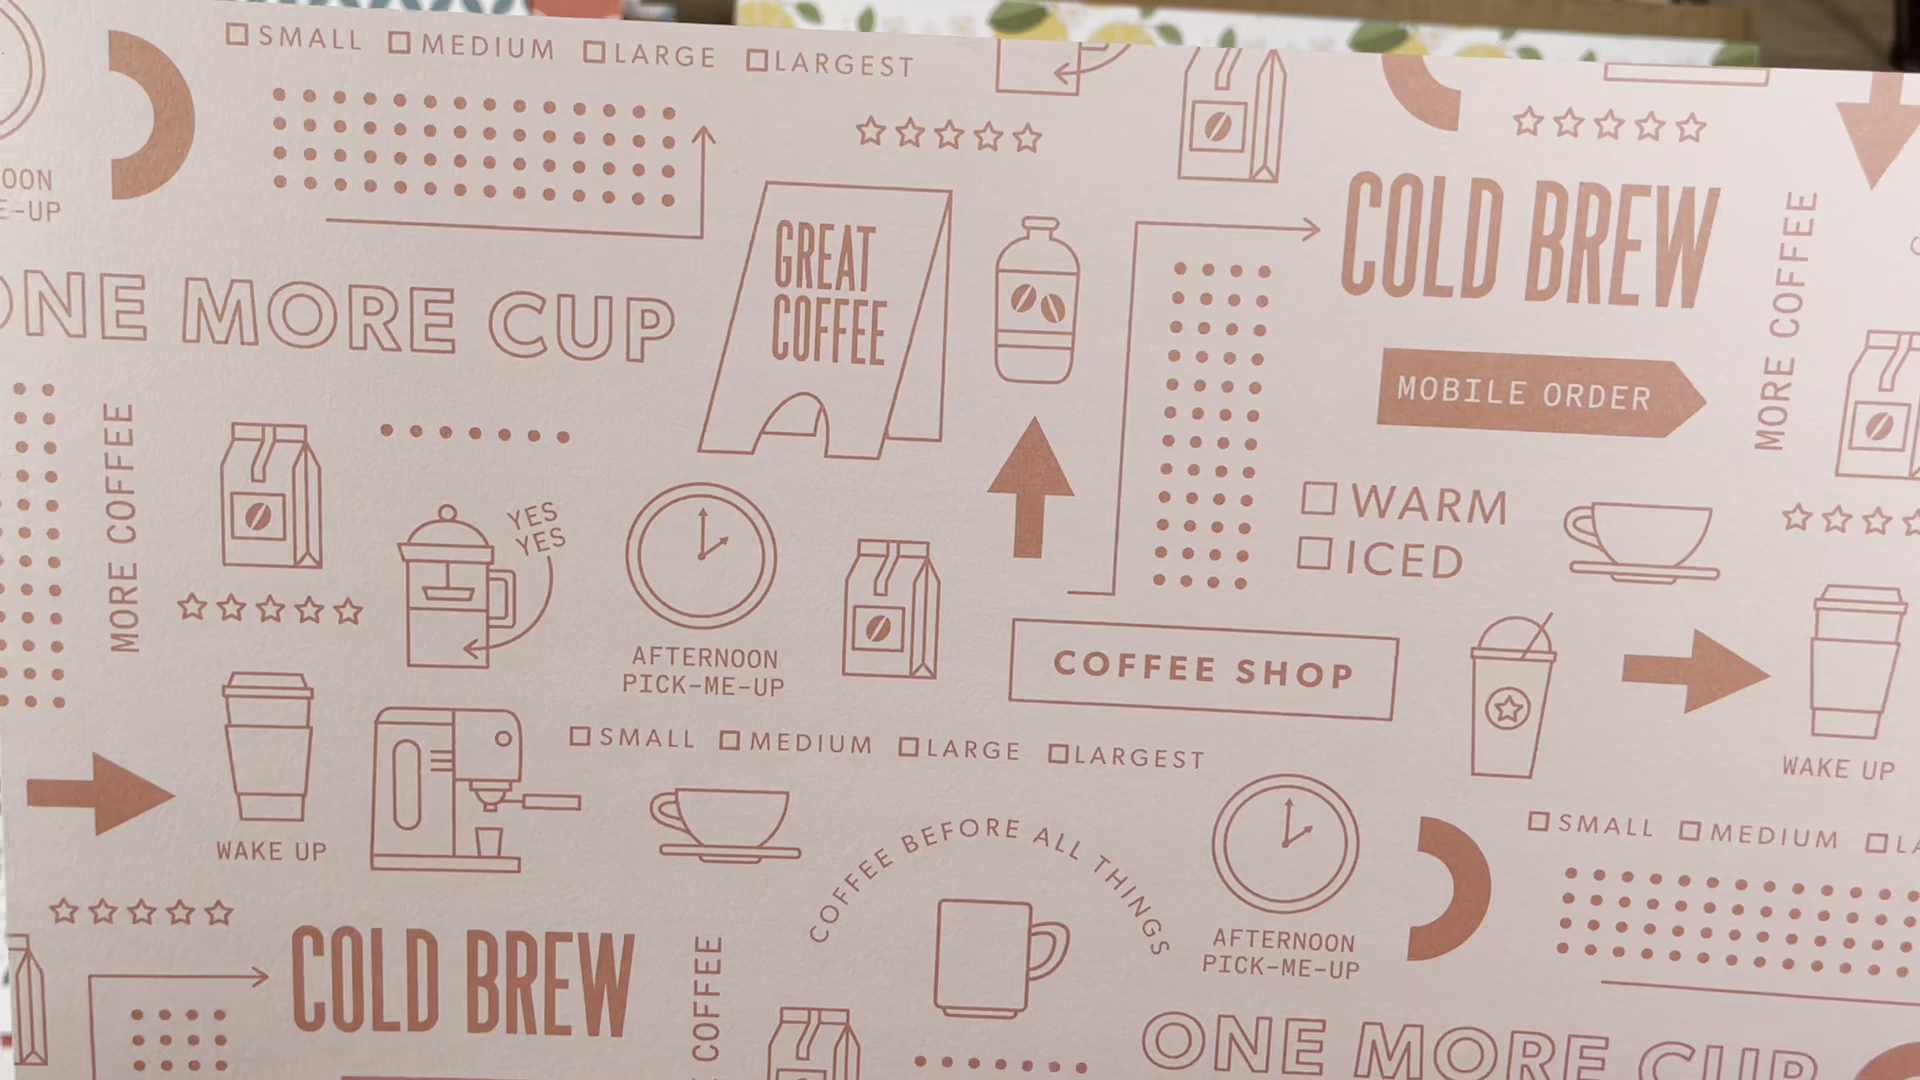 SMALL MEDIUM LARGE LARGEST
OON
E-UP
ONE MORE CUP
GREAT
COFFEE
COLD BREW
MORE COFFEE
MOBILE ORDER
MORE COFFEE
YES
YES
WARM
ICED
AFTERNOON
PICK-ME-UP
COFFEE SHOP
SMALL MEDIUM LARGE LARGEST
WAKE UP
WAKE UP
COFFEE BEFORE ALL THINGS
SMALL MEDIUM LA
COLD BREW
COFFEE
AFTERNOON
PICK-ME-UP
ONE MORE CUP